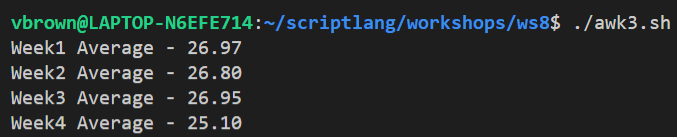 vbrown@LAPTOP-N6EFE714:~/scriptlang/workshops/ws8$ ./awk3.sh
Week1 Average - 26.97
Week2 Average - 26.80
Week3 Average - 26.95
Week4 Average - 25.10